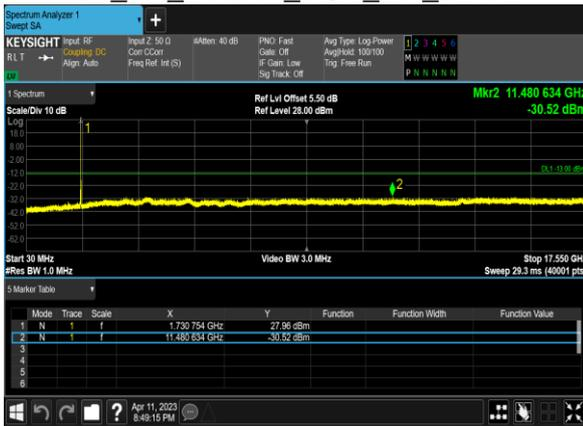 Spectrum Analyzer 1
Swept SA
+
KEYSIGHT Input: RF Input Z: 50 Ω #Atten: 40 dB PNO: Fast Avg Type: Log-Power 1 2 3 4 5 6
RLT Coupling: DC Corr CCorr Gate: Off Avg|Hold: 100/100 M W W W W W
Align: Auto Freq Ref: Int (S) IF Gain: Low Trig: Free Run
Sig Track: Off P N N N N N
1 Spectrum Ref Lvl Offset 5.50 dB Mkr2 11.480 634 GHz
Scale/Div 10 dB Ref Level 28.00 dBm -30.52 dBm
Log
18.0
8.00
-2.00
-12.0
-22.0
-32.0
-42.0
-52.0
-62.0
1
DL1 -13.00 dBm
2
Start 30 MHz Video BW 3.0 MHz Stop 17.550 GHz
#Res BW 1.0 MHz Sweep 29.3 ms (40001 pts)
5 Marker Table
Mode Trace Scale X Y Function Function Width Function Value
1 N 1 f 1.730 754 GHz 27.96 dBm
2 N 1 f 11.480 634 GHz -30.52 dBm
3
4
5
6
? Apr 11, 2023
8:49:15 PM